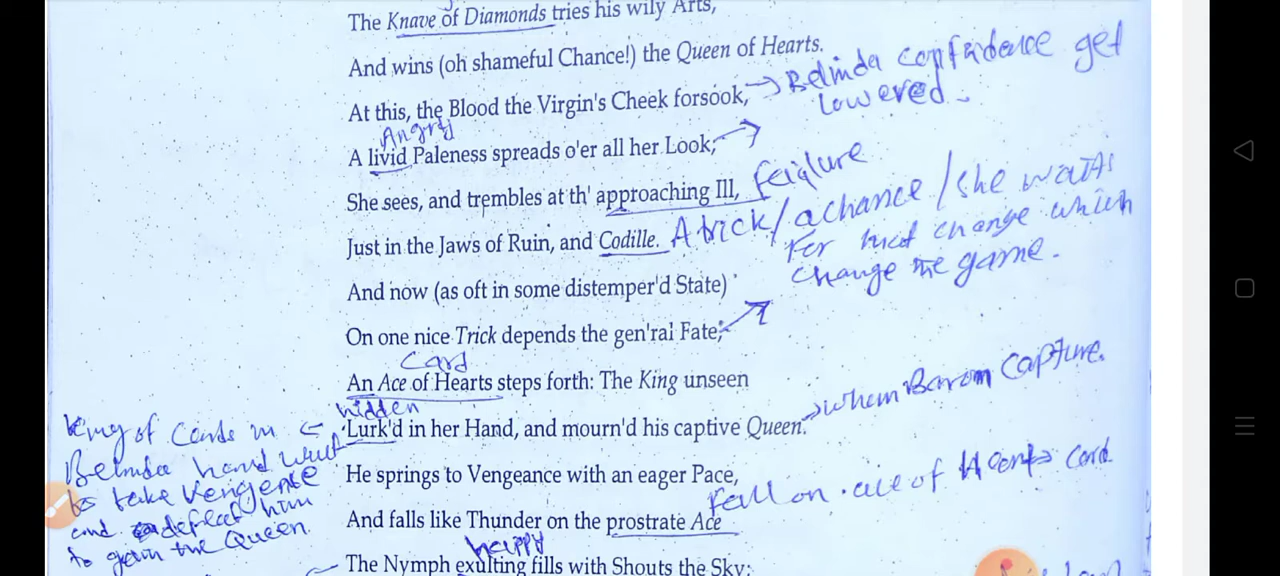 The Knave of Diamonds tries his wily Arts,
And wins (oh shameful Chance!) the Queen of Hearts.
At this, the Blood the Virgin's Cheek forsook, → Belinda confidence get
lowered.
Angry
A livid Paleness spreads o'er all her Look; →
She sees, and trembles at th' approaching Ill, feiglure
Just in the Jaws of Ruin, and Codille. A trick/achance/she waits
For that change which
change the game.
And now (as oft in some distemper'd State)
On one nice Trick depends the gen'ral Fate;
Card
An Ace of Hearts steps forth: The King unseen
hidden
'Lurk'd in her Hand, and mourn'd his captive Queen. → whem Baron capture.
King of Cards in ←
Belinda hand
to take vengense
and defeat him
to gain the Queen.
He springs to Vengeance with an eager Pace,
fall on ace of Hearts card
And falls like Thunder on the prostrate Ace
happy
The Nymph exulting fills with Shouts the Sky;